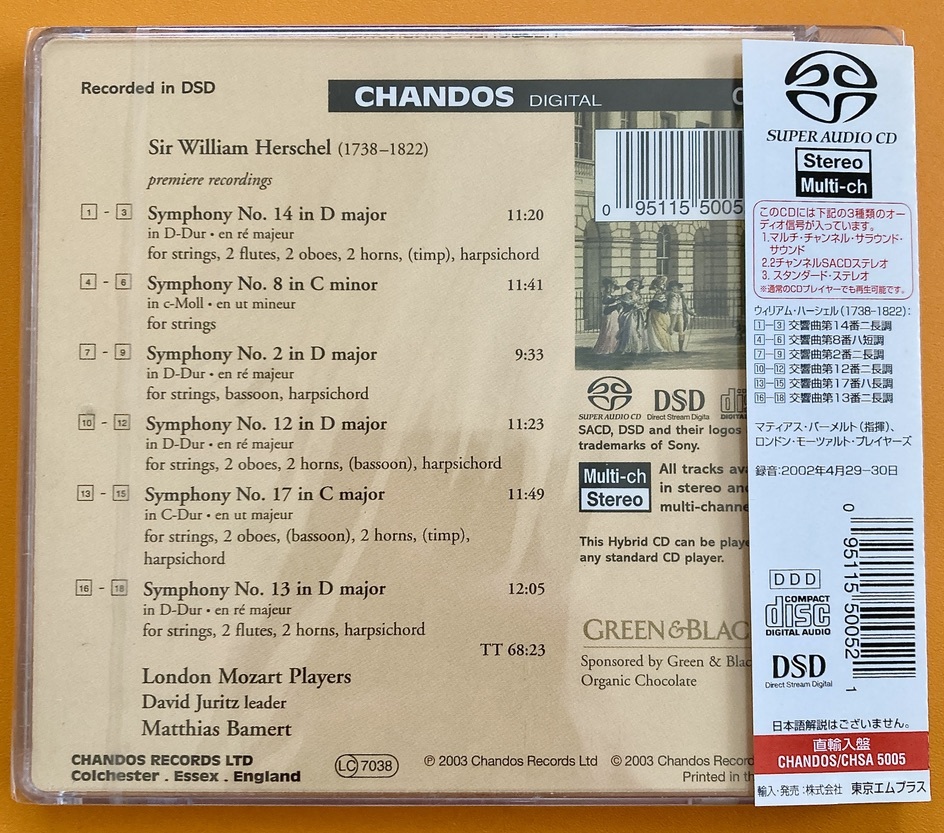 Recorded in DSD
CHANDOS DIGITAL
Sir William Herschel (1738–1822)
premiere recordings
1 - 3 Symphony No. 14 in D major 11:20
in D-Dur • en ré majeur
for strings, 2 flutes, 2 oboes, 2 horns, (timp), harpsichord
4 - 6 Symphony No. 8 in C minor 11:41
in c-Moll • en ut mineur
for strings
7 - 9 Symphony No. 2 in D major 9:33
in D-Dur • en ré majeur
for strings, bassoon, harpsichord
10 - 12 Symphony No. 12 in D major 11:23
in D-Dur • en ré majeur
for strings, 2 oboes, 2 horns, (bassoon), harpsichord
13 - 15 Symphony No. 17 in C major 11:49
in C-Dur • en ut majeur
for strings, 2 oboes, (bassoon), 2 horns, (timp),
harpsichord
16 - 18 Symphony No. 13 in D major 12:05
in D-Dur • en ré majeur
for strings, 2 flutes, 2 horns, harpsichord
TT 68:23
London Mozart Players
David Juritz leader
Matthias Bamert
CHANDOS RECORDS LTD
Colchester . Essex . England
LC 7038
℗ 2003 Chandos Records Ltd © 2003 Chandos
Printed in
0 95115 5005
SUPER AUDIO CD
DSD
Direct Stream Digita
SACD, DSD and their logos
trademarks of Sony.
Multi-ch
Stereo
All tracks
in stereo
This Hybrid CD can be
any standard CD player.
GREEN&BLAC
Sponsored by Green &
Organic Chocolate
SUPER AUDIO CD
Stereo
Multi-ch
このCDには下記の3種類のオー
ディオ信号が入っています。
1.マルチ・チャンネル・サラウンド・
サウンド
2.2チャンネルSACDステレオ
3. スタンダード・ステレオ
※通常のCDプレイヤーでも再生可能です。
ウィリアム・ハーシェル(1738-1822):
1-3 交響曲第14番ニ長調
4-6 交響曲第8番ハ短調
7-9 交響曲第2番ニ長調
10-12 交響曲第12番ニ長調
13-15 交響曲第17番ハ長調
16-18 交響曲第13番ニ長調
マティアス・バーメルト(指揮)、
ロンドン・モーツァルト・プレイヤーズ
録音:2002年4月29-30日
0 95115 50052 1
DDD
COMPACT
disc
DIGITAL AUDIO
DSD
Direct Stream Digital
日本語解説はございません。
直輸入盤
CHANDOS/CHSA 5005
輸入・発売:株式会社 東京エムプラス